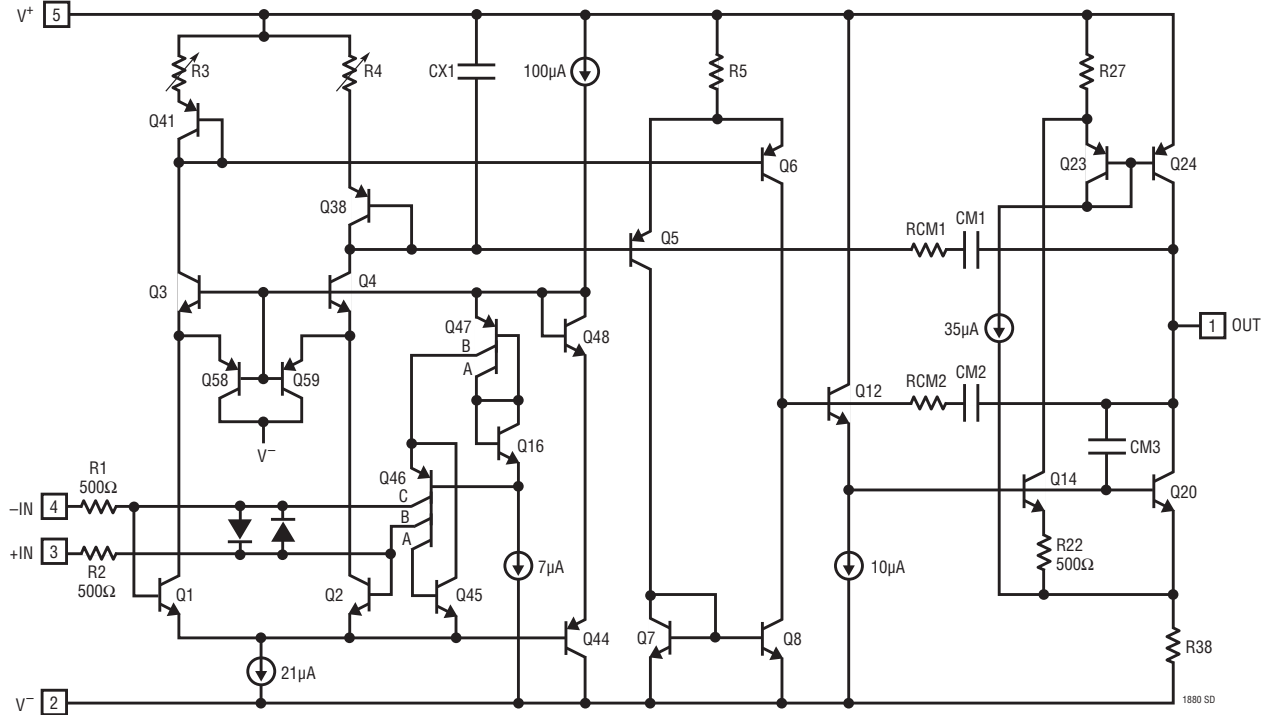 V+ 5
R3
R4
CX1
100µA
R5
R27
Q41
Q6
Q23
Q24
Q38
Q5
RCM1
CM1
Q3
Q4
Q47
B
A
Q48
35µA
1 OUT
Q58
Q59
V–
Q16
Q12
RCM2
CM2
CM3
R1
500Ω
–IN 4
Q46
C
B
A
Q14
Q20
+IN 3
R2
500Ω
7µA
10µA
R22
500Ω
Q1
Q2
Q45
Q44
Q7
Q8
R38
21µA
V– 2
1880 SD